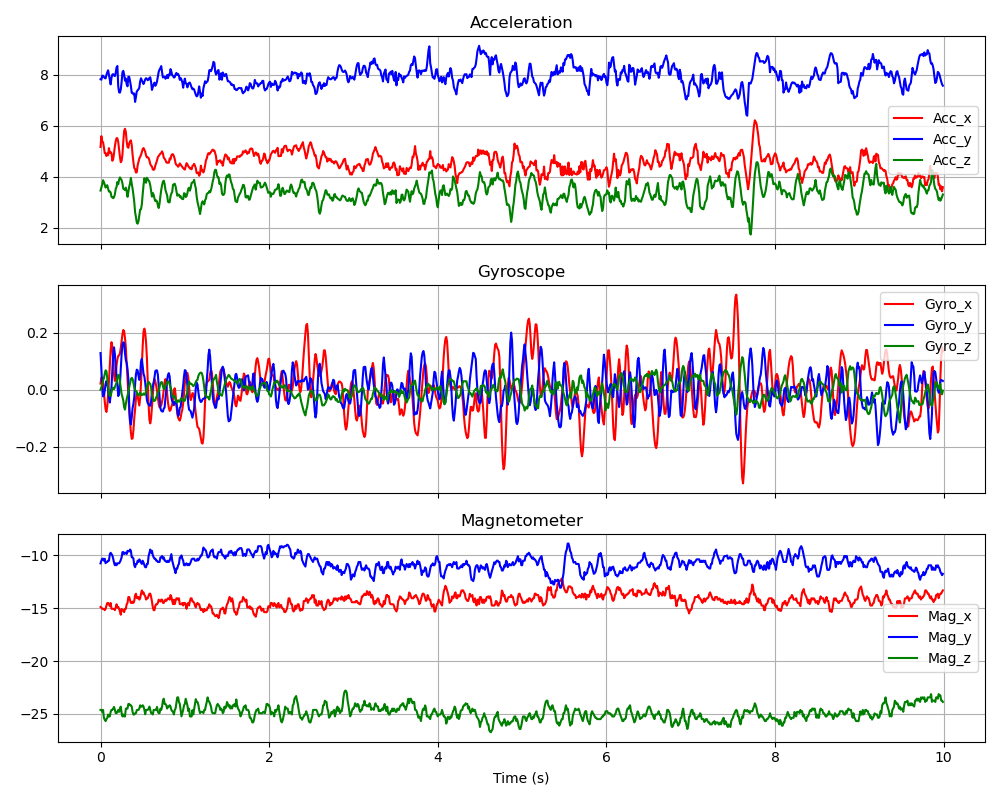 Acceleration
8
6
4
2
Acc_x
Acc_y
Acc_z
Gyroscope
0.2
0.0
−0.2
Gyro_x
Gyro_y
Gyro_z
Magnetometer
−10
−15
−20
−25
Mag_x
Mag_y
Mag_z
0 2 4 6 8 10
Time (s)